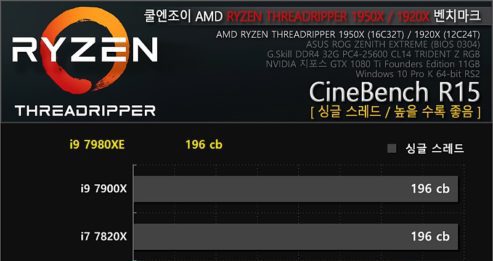 쿨엔조이 AMD RYZEN THREADRIPPER 1950X / 1920X 벤치마크
AMD RYZEN THREADRIPPER 1950X (16C32T) / 1920X (12C24T)
ASUS ROG ZENITH EXTREME (BIOS 0304)
G.Skill DDR4 32G PC4-25600 CL14 TRIDENT Z RGB
NVIDIA 지포스 GTX 1080 Ti Founders Edition 11GB
Windows 10 Pro K 64-bit RS2
RYZEN
THREADRIPPER
CineBench R15
[ 싱글 스레드 / 높을 수록 좋음 ]
i9 7980XE 196 cb
싱글 스레드
i9 7900X 196 cb
i7 7820X 196 cb